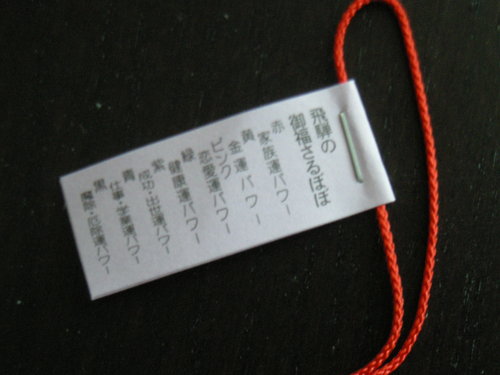 飛騨の
御福さるぼぼ
赤
家族運パワー
黄
金運パワー
ピンク
恋愛運パワー
緑
健康運パワー
紫
成功・出世運パワー
青
仕事・学業運パワー
黒
魔除・厄除運パワー